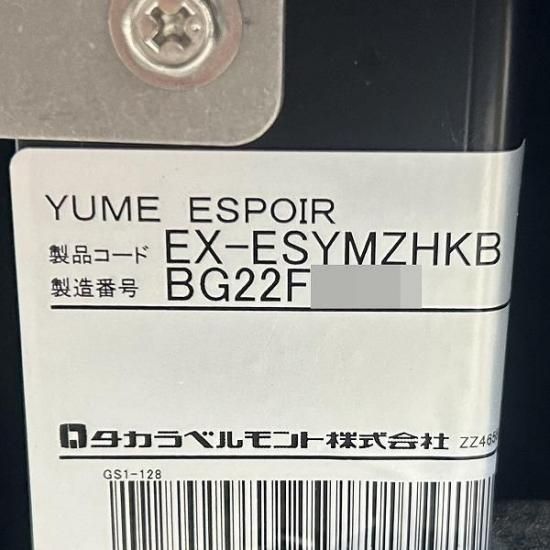 YUME ESPOIR
製品コード EX-ESYMZHKB
製造番号 BG22F
タカラベルモント株式会社 ZZ465
GS1-128